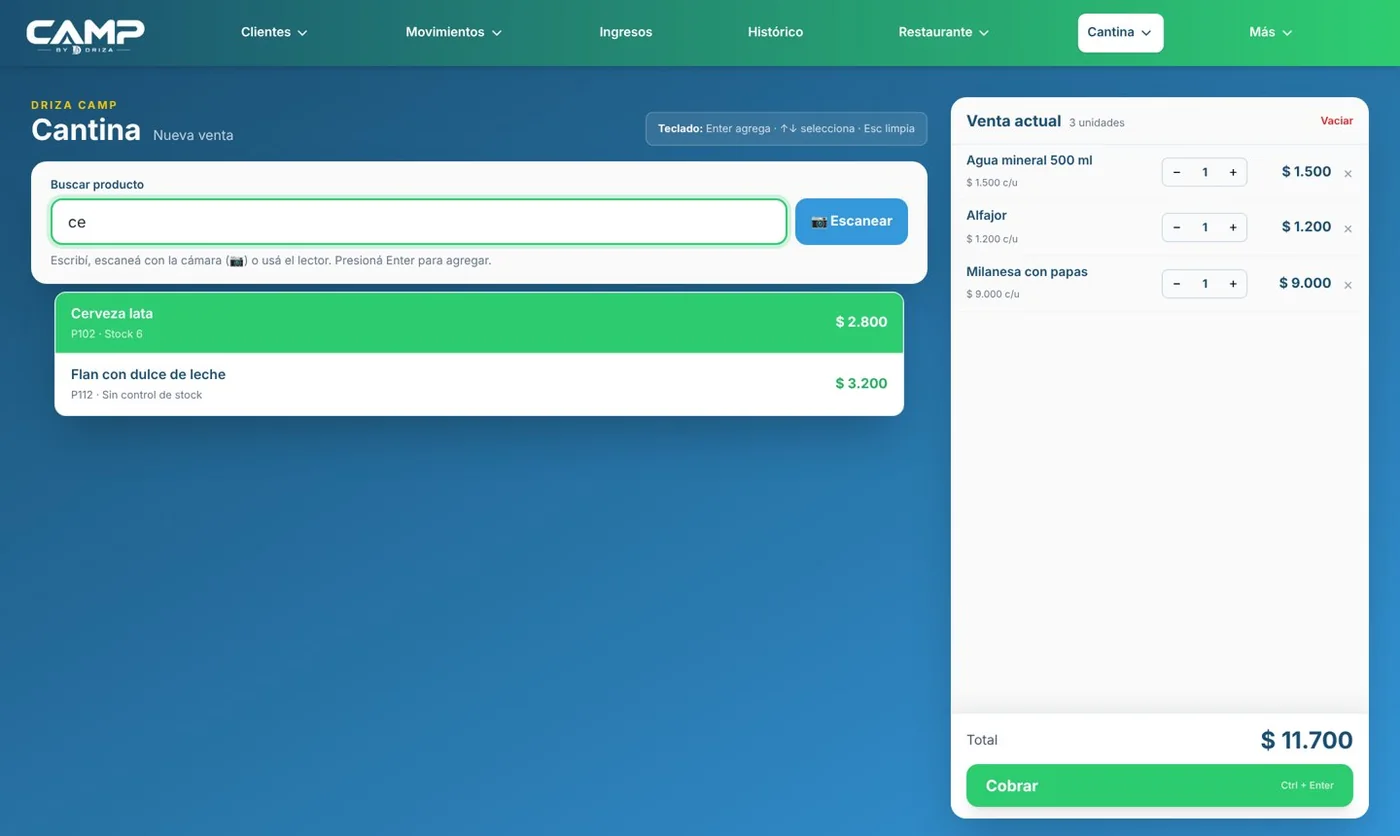 CAMP
BY DRIZA
Clientes
Movimientos
Ingresos
Histórico
Restaurante
Cantina
Más
DRIZA CAMP
Cantina Nueva venta
Teclado: Enter agrega · ↑↓ selecciona · Esc limpia
Buscar producto
ce
Escanear
Escribí, escaneá con la cámara (📷) o usá el lector. Presioná Enter para agregar.
Cerveza lata
P102 · Stock 6
$ 2.800
Flan con dulce de leche
P112 · Sin control de stock
$ 3.200
Venta actual 3 unidades
Vaciar
Agua mineral 500 ml
$ 1.500 c/u
− 1 +
$ 1.500 ×
Alfajor
$ 1.200 c/u
− 1 +
$ 1.200 ×
Milanesa con papas
$ 9.000 c/u
− 1 +
$ 9.000 ×
Total
$ 11.700
Cobrar
Ctrl + Enter